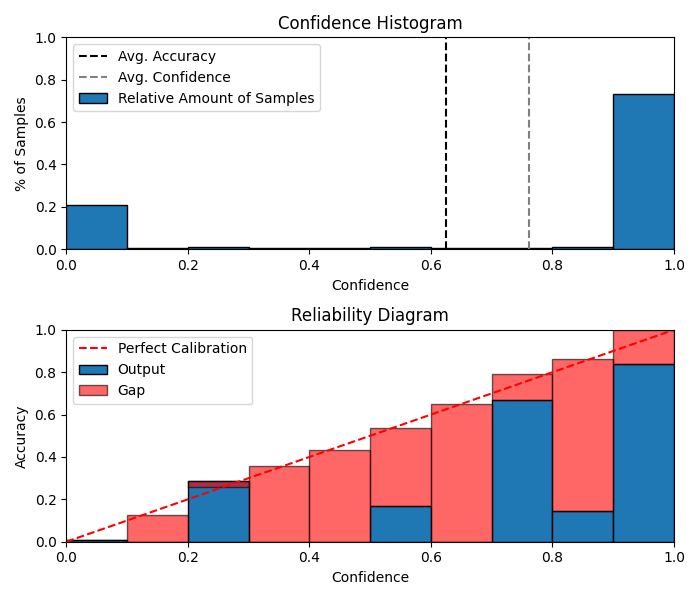 Confidence Histogram
1.0
0.8
0.6
0.4
0.2
0.0
% of Samples
Avg. Accuracy
Avg. Confidence
Relative Amount of Samples
0.0 0.2 0.4 0.6 0.8 1.0
Confidence
Reliability Diagram
1.0
0.8
0.6
0.4
0.2
0.0
Accuracy
Perfect Calibration
Output
Gap
0.0 0.2 0.4 0.6 0.8 1.0
Confidence